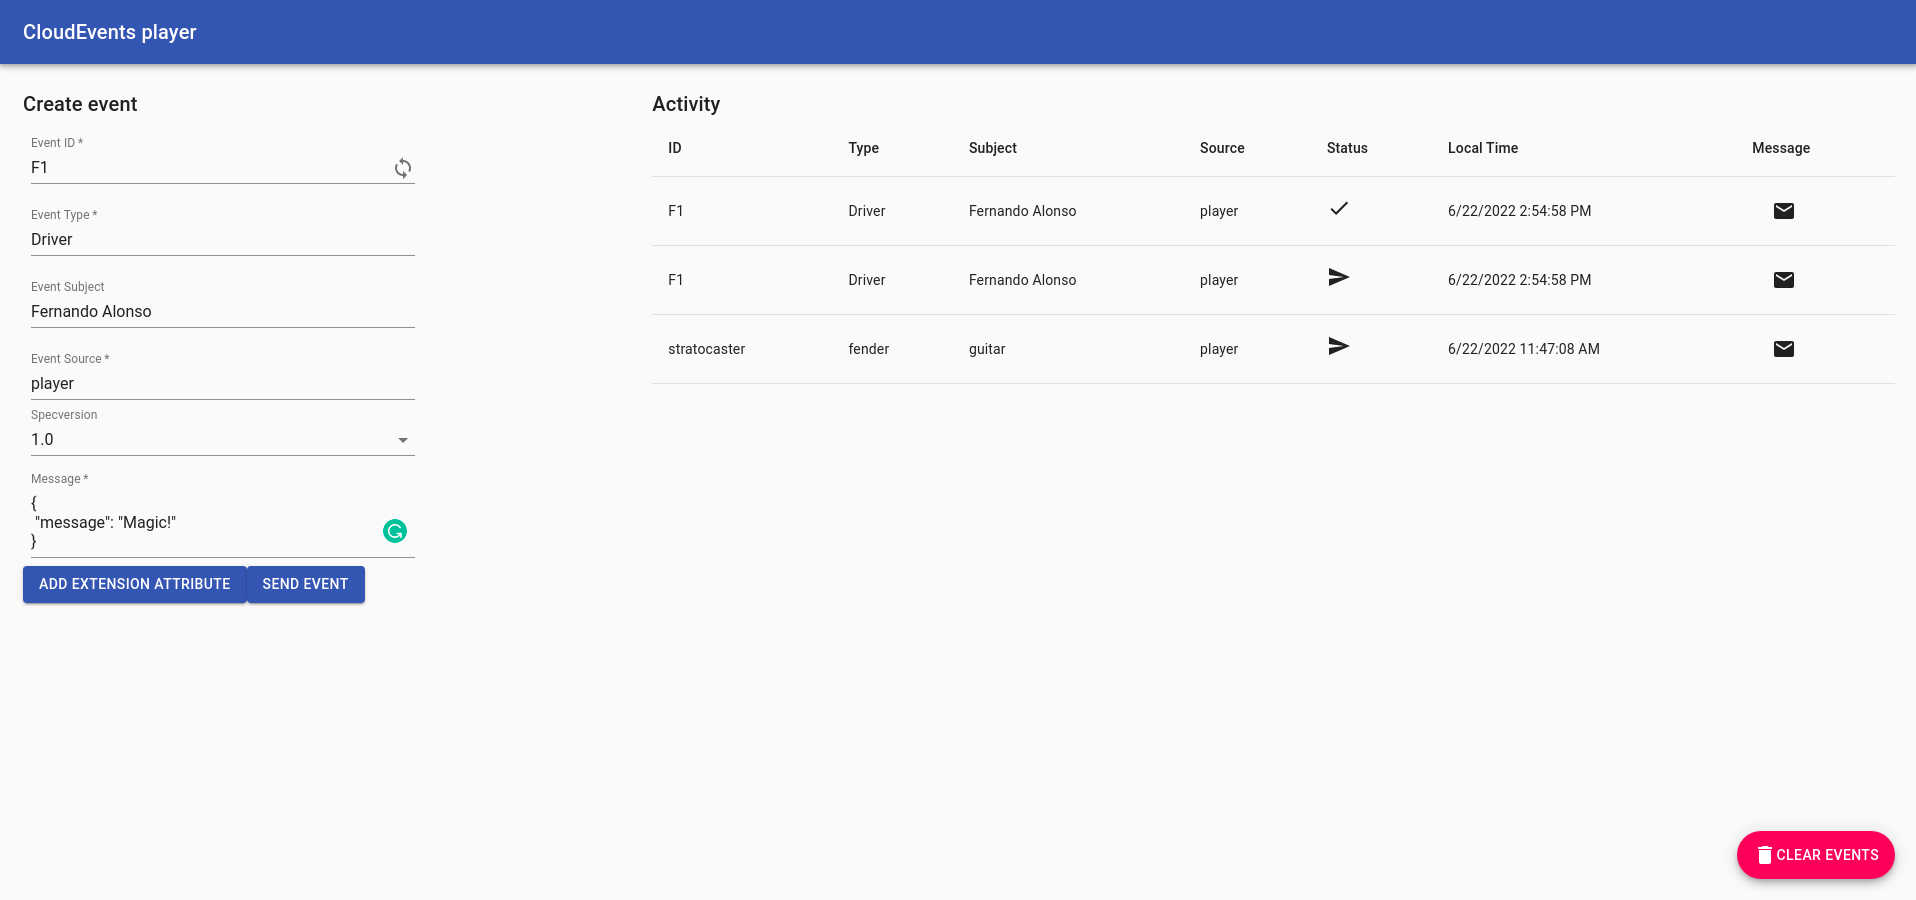 CloudEvents player
Create event
Event ID *
F1
Event Type *
Driver
Event Subject
Fernando Alonso
Event Source *
player
Specversion
1.0
Message *
{
"message": "Magic!"
}
ADD EXTENSION ATTRIBUTE SEND EVENT
Activity
ID Type Subject Source Status Local Time Message
F1 Driver Fernando Alonso player 6/22/2022 2:54:58 PM
F1 Driver Fernando Alonso player 6/22/2022 2:54:58 PM
stratocaster fender guitar player 6/22/2022 11:47:08 AM
CLEAR EVENTS